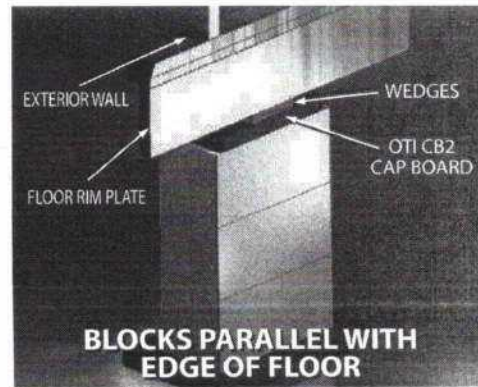 EXTERIOR WALL
WEDGES
OTI CB2
CAP BOARD
FLOOR RIM PLATE
BLOCKS PARALLEL WITH
EDGE OF FLOOR